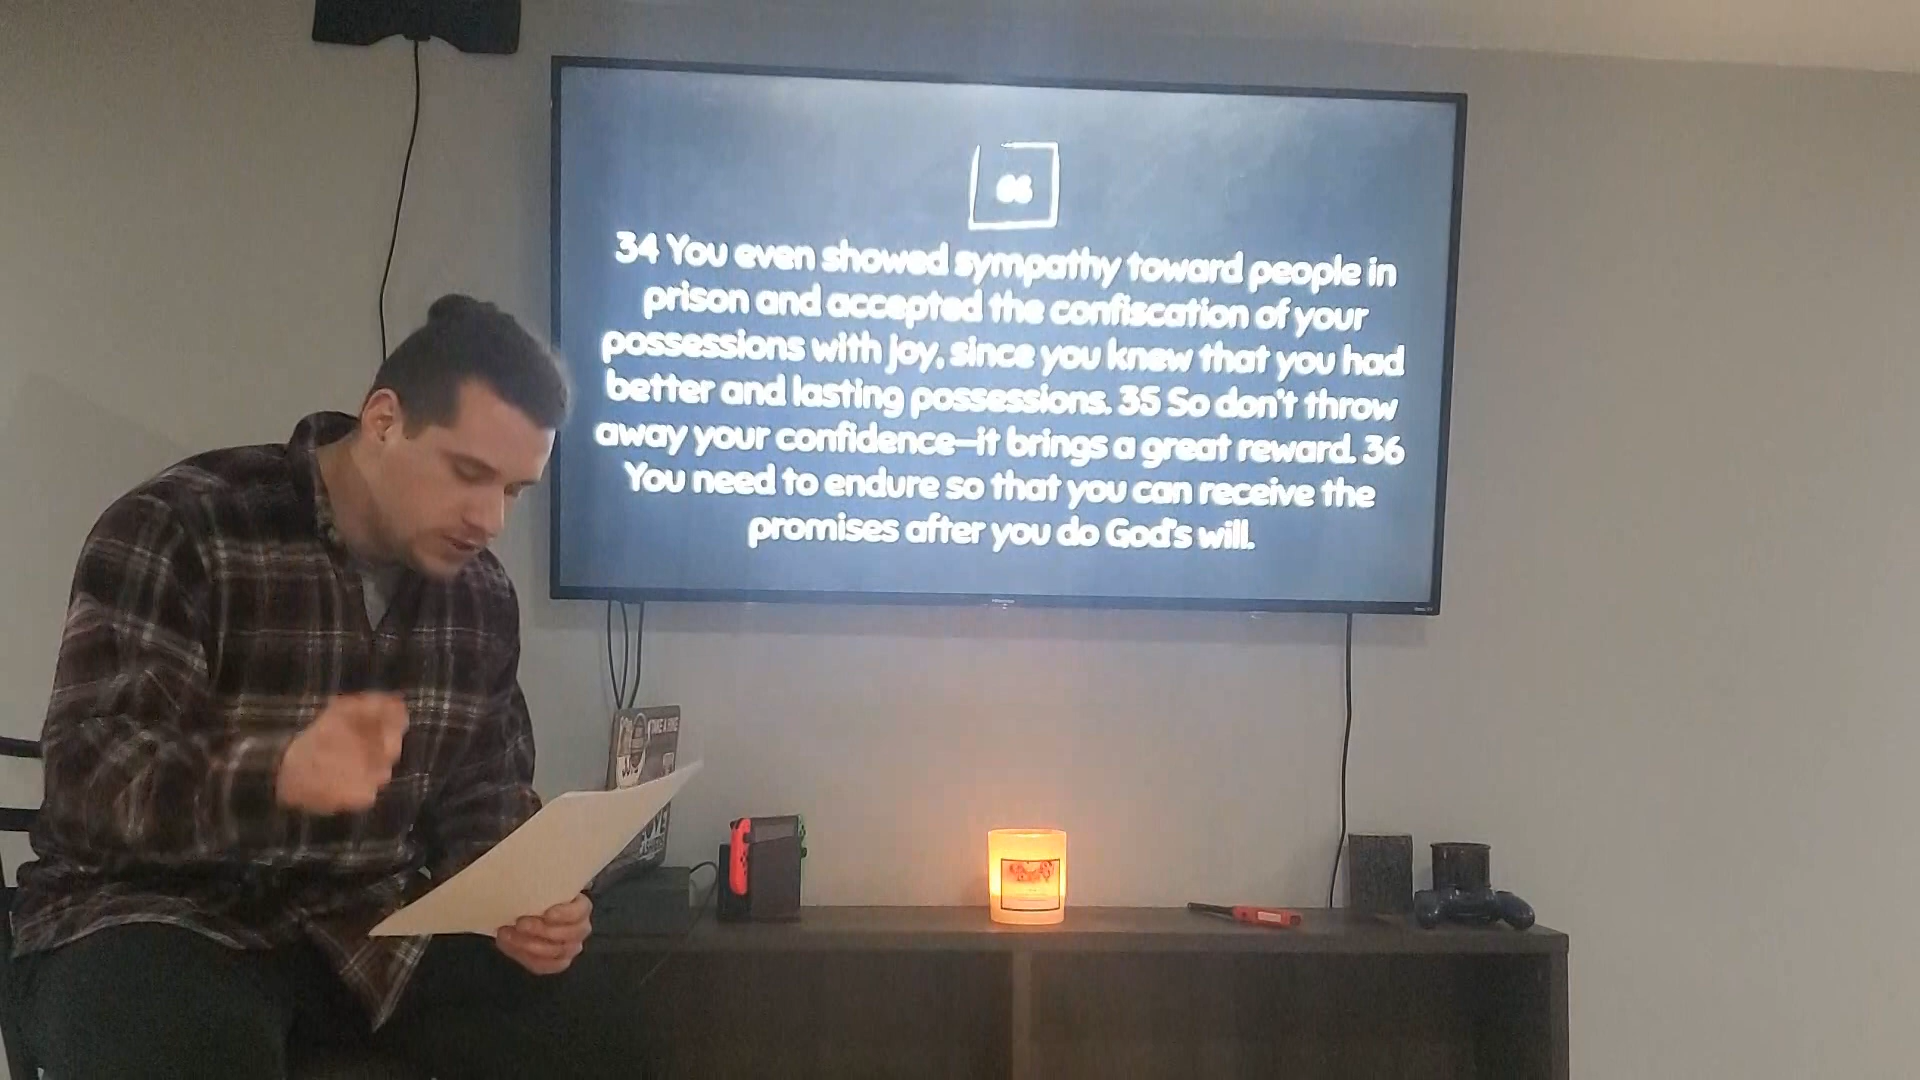 34 You even showed sympathy toward people in
prison and accepted the confiscation of your
possessions with joy, since you knew that you had
better and lasting possessions. 35 So don't throw
away your confidence—it brings a great reward. 36
You need to endure so that you can receive the
promises after you do God's will.